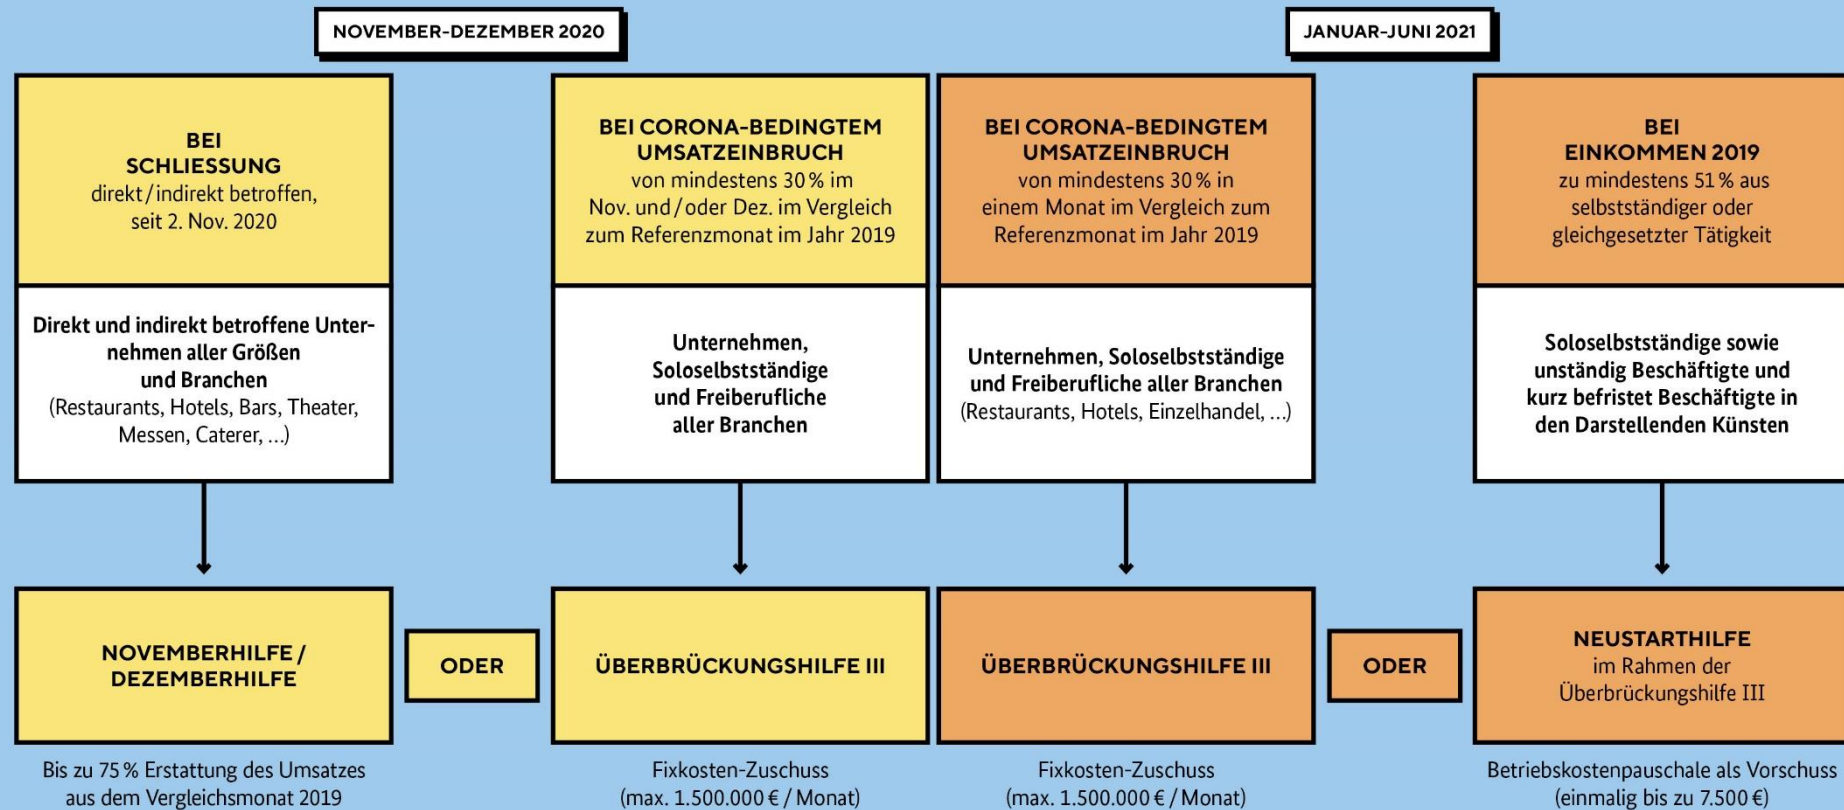 NOVEMBER-DEZEMBER 2020
BEI
SCHLIESSUNG
direkt/indirekt betroffen,
seit 2. Nov. 2020
Direkt und indirekt betroffene Unter-
nehmen aller Größen
und Branchen
(Restaurants, Hotels, Bars, Theater,
Messen, Caterer, …)
NOVEMBERHILFE/
DEZEMBERHILFE
Bis zu 75% Erstattung des Umsatzes
aus dem Vergleichsmonat 2019
ODER
BEI CORONA-BEDINGTEM
UMSATZEINBRUCH
von mindestens 30% im
Nov. und/oder Dez. im Vergleich
zum Referenzmonat im Jahr 2019
Unternehmen,
Soloselbstständige
und Freiberufliche
aller Branchen
ÜBERBRÜCKUNGSHILFE III
Fixkosten-Zuschuss
(max. 1.500.000 € / Monat)
JANUAR-JUNI 2021
BEI CORONA-BEDINGTEM
UMSATZEINBRUCH
von mindestens 30% in
einem Monat im Vergleich zum
Referenzmonat im Jahr 2019
Unternehmen, Soloselbstständige
und Freiberufliche aller Branchen
(Restaurants, Hotels, Einzelhandel, …)
ÜBERBRÜCKUNGSHILFE III
Fixkosten-Zuschuss
(max. 1.500.000 € / Monat)
ODER
BEI
EINKOMMEN 2019
zu mindestens 51% aus
selbstständiger oder
gleichgesetzter Tätigkeit
Soloselbstständige sowie
unständig Beschäftigte und
kurz befristet Beschäftigte in
den Darstellenden Künsten
NEUSTARTHILFE
im Rahmen der
Überbrückungshilfe III
Betriebskostenpauschale als Vorschuss
(einmalig bis zu 7.500 €)